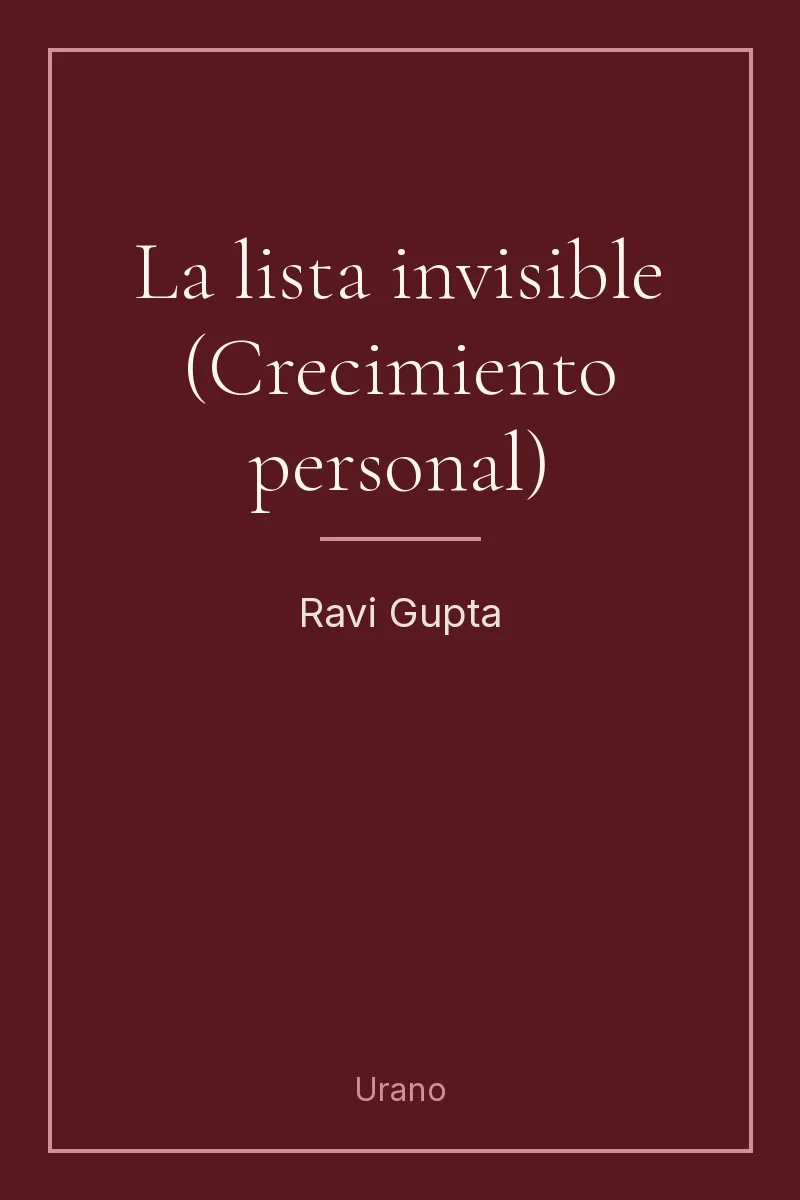 La lista invisible
(Crecimiento
personal)
Ravi Gupta
Urano